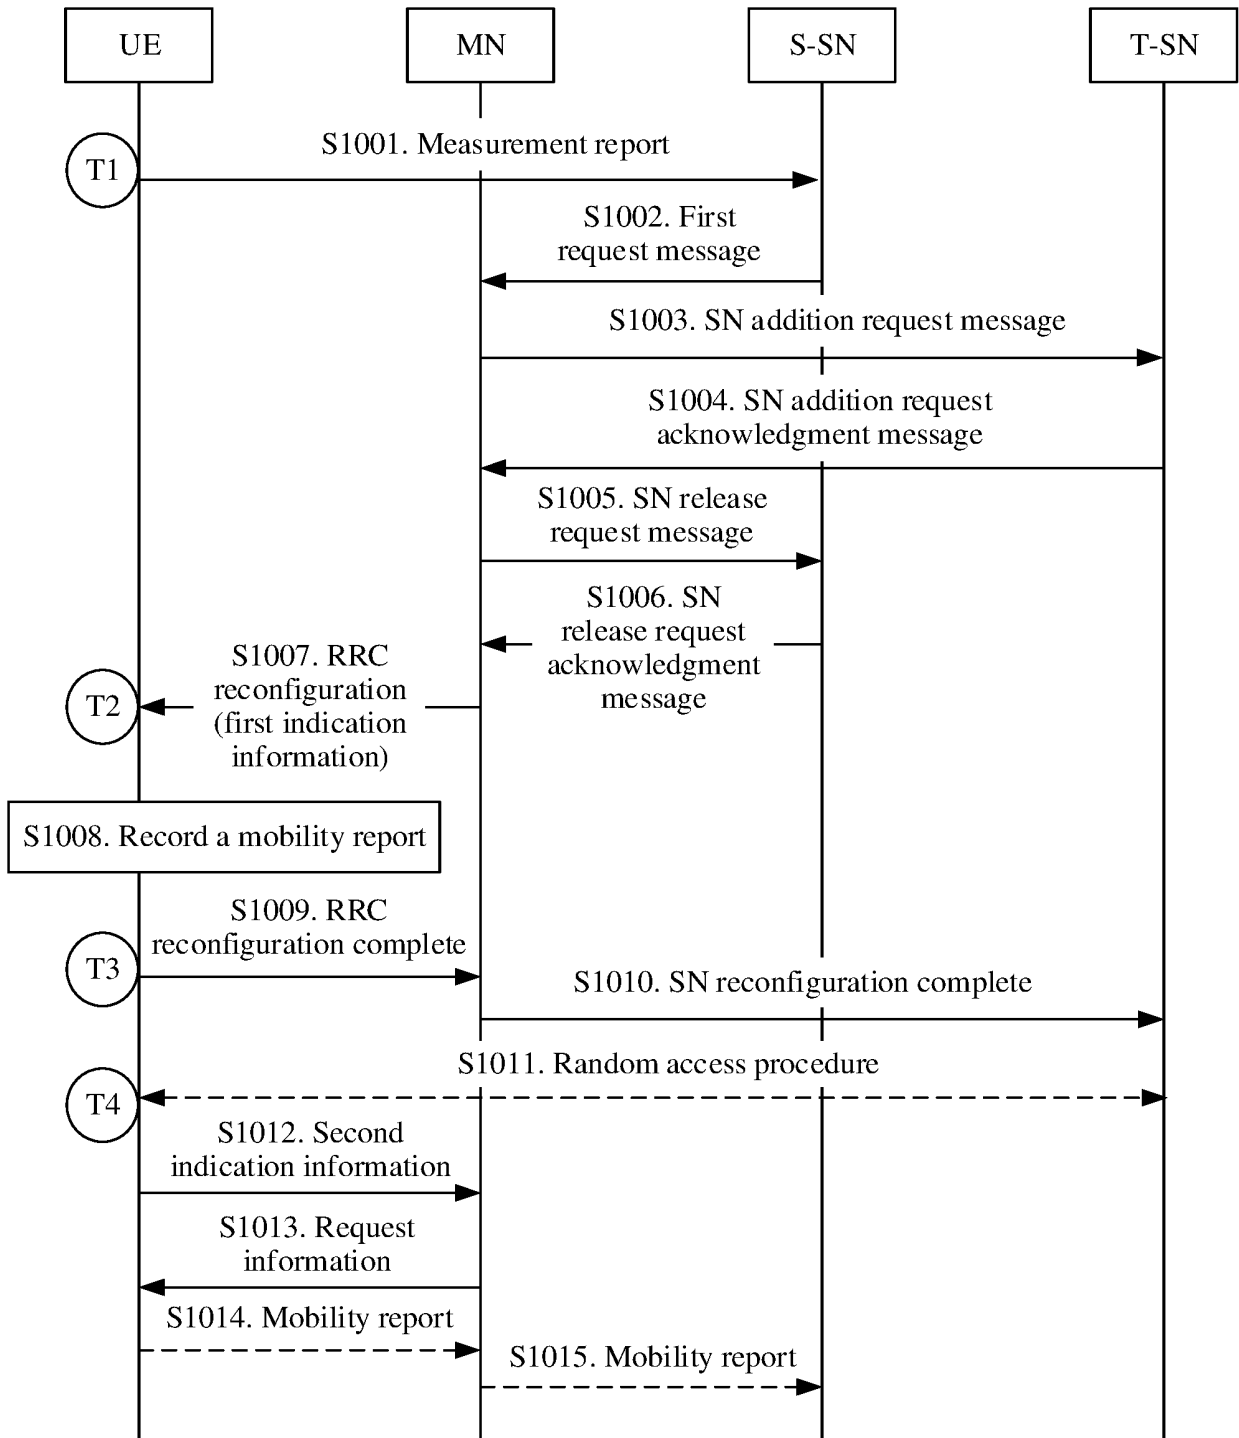 UE
MN
S-SN
T-SN
S1001. Measurement report
T1
S1002. First
request message
S1003. SN addition request message
S1004. SN addition request
acknowledgment message
S1005. SN release
request message
S1006. SN
release request
acknowledgment
message
S1007. RRC
reconfiguration
(first indication
information)
T2
S1008. Record a mobility report
S1009. RRC
reconfiguration complete
T3
S1010. SN reconfiguration complete
S1011. Random access procedure
T4
S1012. Second
indication information
S1013. Request
information
S1014. Mobility report
S1015. Mobility report